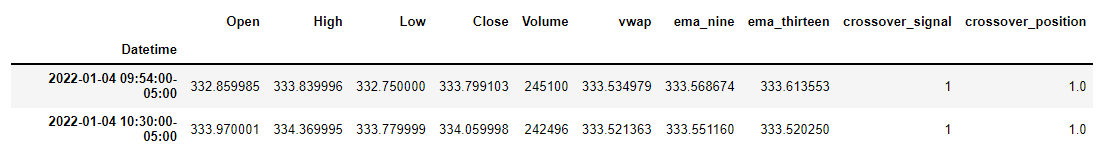 Open High Low Close Volume vwap ema_nine ema_thirteen crossover_signal crossover_position
Datetime
2022-01-04 09:54:00-
05:00 332.859985 333.839996 332.750000 333.799103 245100 333.534979 333.568674 333.613553 1 1.0
2022-01-04 10:30:00-
05:00 333.970001 334.369995 333.779999 334.059998 242496 333.521363 333.551160 333.520250 1 1.0